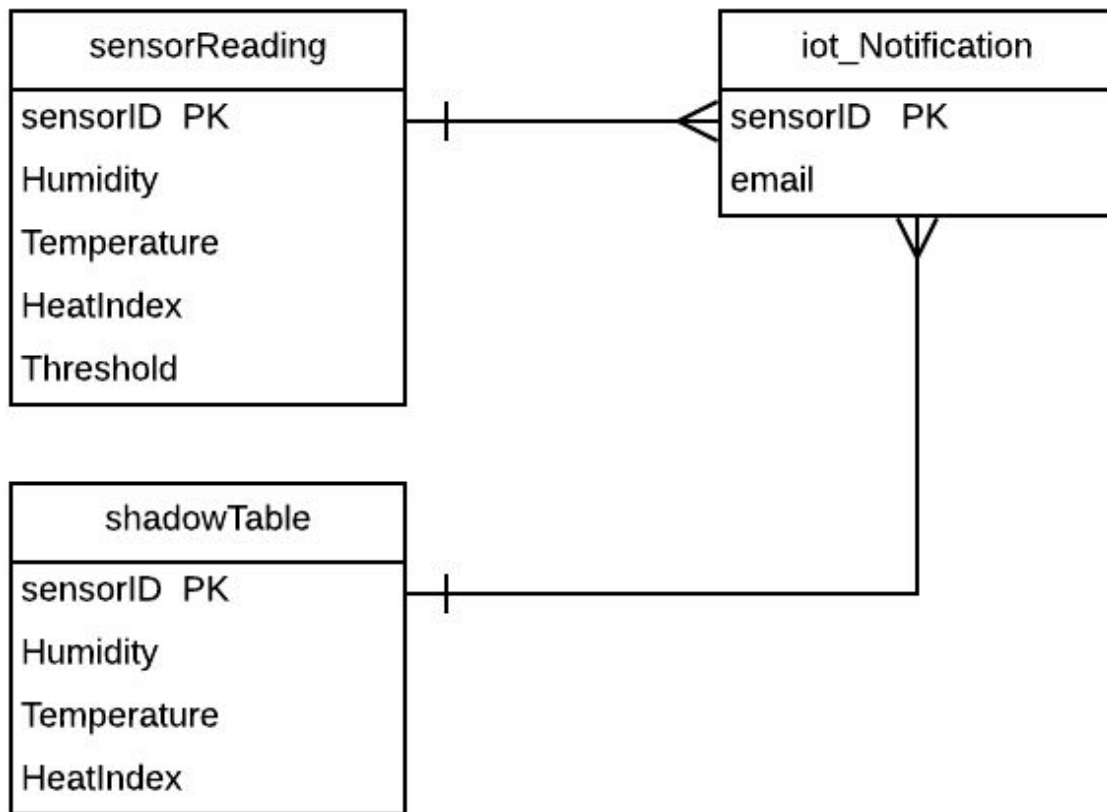 sensorReading
sensorID PK
Humidity
Temperature
HeatIndex
Threshold
iot_Notification
sensorID PK
email
shadowTable
sensorID PK
Humidity
Temperature
HeatIndex